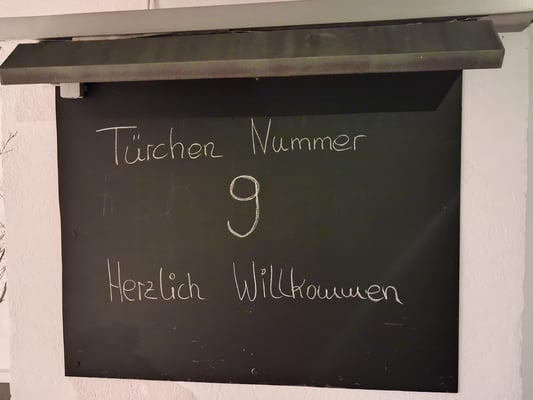 Türchen Nummer
9
Herzlich Willkommen